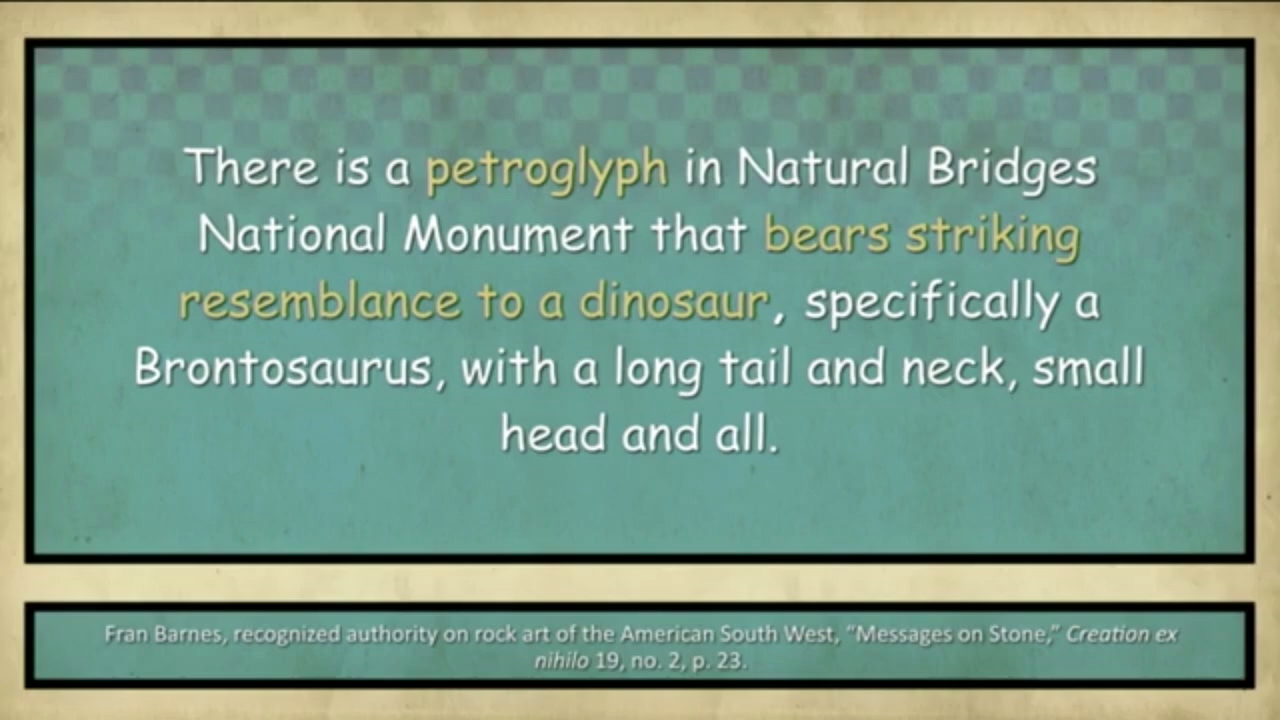 There is a petroglyph in Natural Bridges
National Monument that bears striking
resemblance to a dinosaur, specifically a
Brontosaurus, with a long tail and neck, small
head and all.
Fran Barnes, recognized authority on rock art of the American South West, “Messages on Stone,” Creation ex
nihilo 19, no. 2, p. 23.